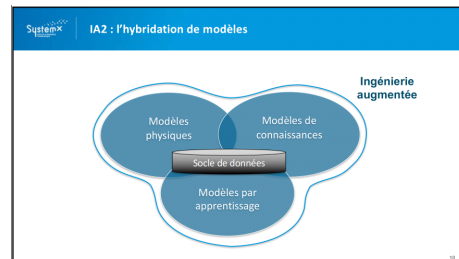 SystemX
IA2 : l'hybridation de modèles
Ingénierie
augmentée
Modèles
physiques
Modèles de
connaissances
Socle de données
Modèles par
apprentissage